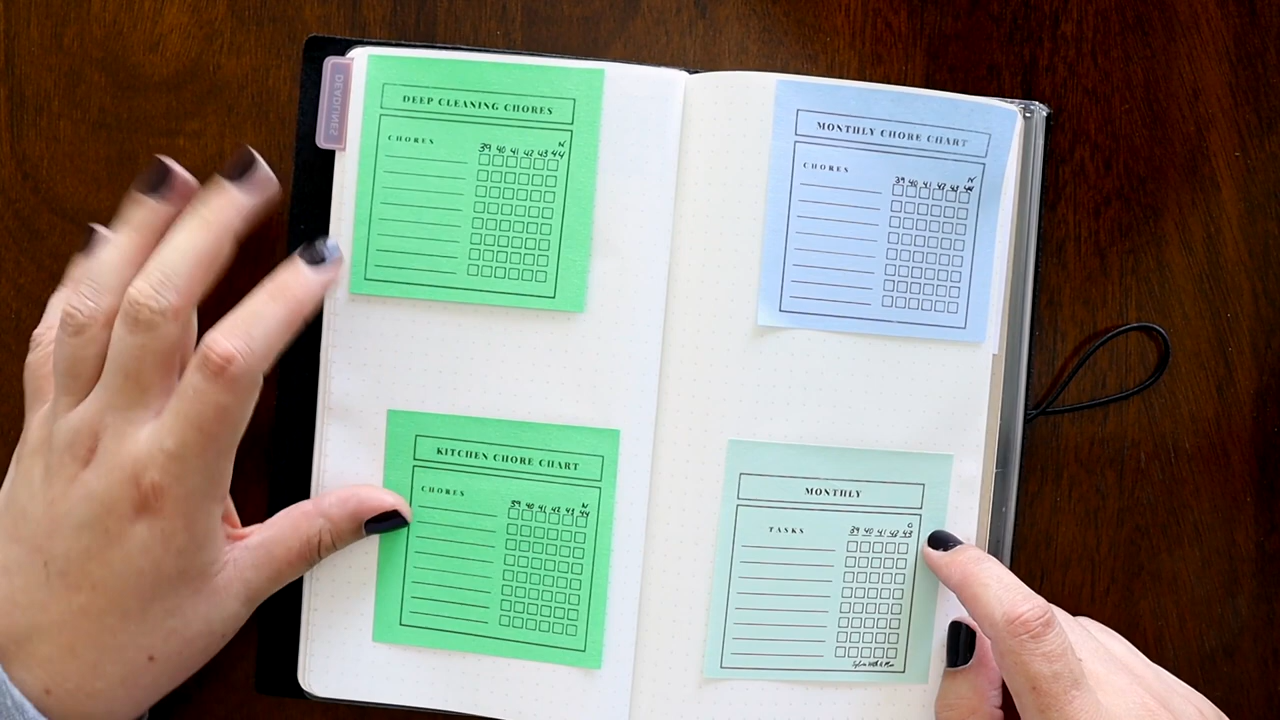 DEADLINES
DEEP CLEANING CHORES
N
CHORES
39 40 41 42 43 44
MONTHLY CHORE CHART
N
CHORES
39 40 41 42 43 44
KITCHEN CHORE CHART
N
CHORES
39 40 41 42 43 44
MONTHLY
O
TASKS
39 40 41 42 43